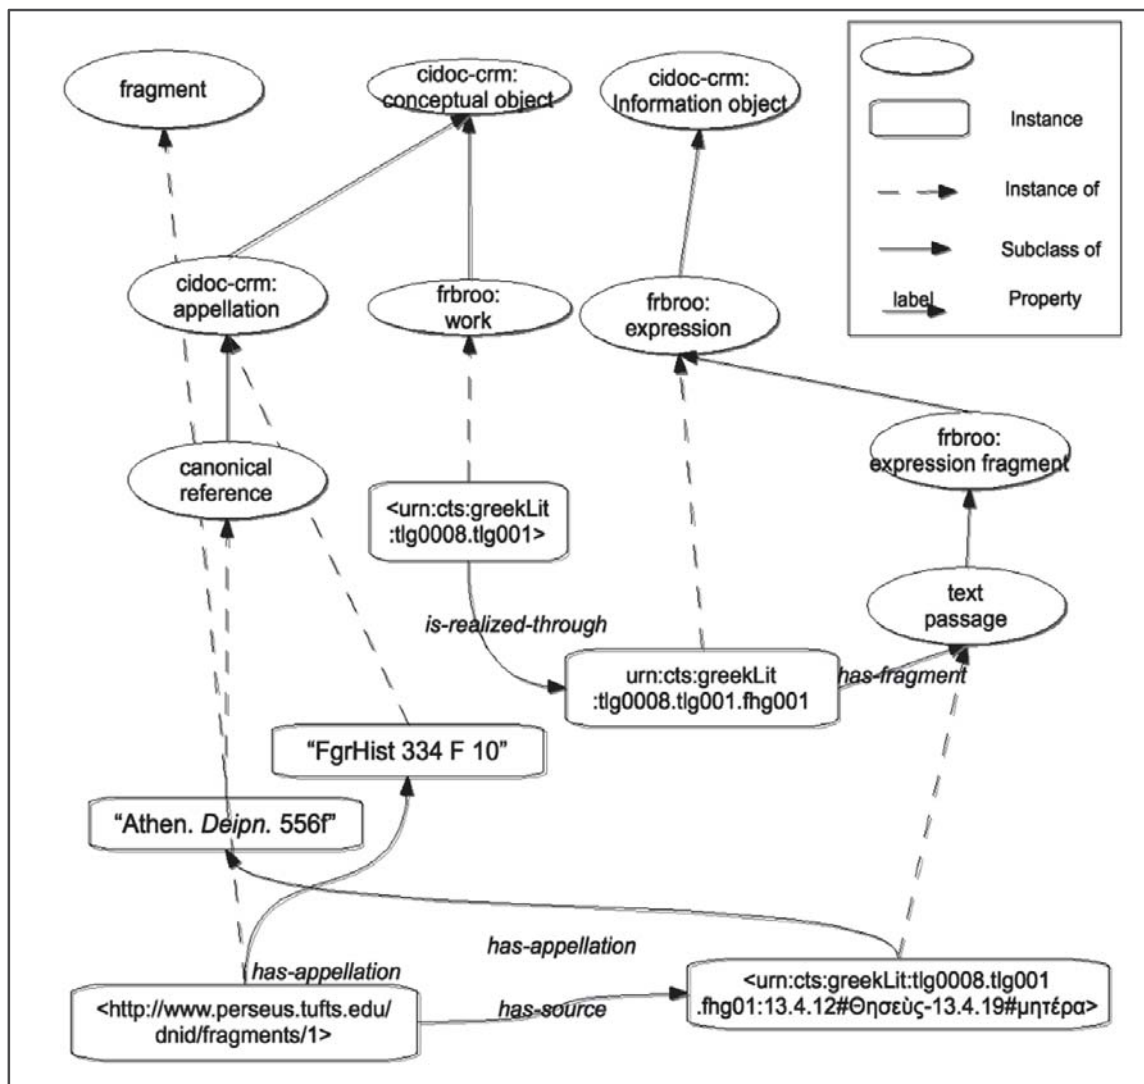 fragment
cidoc-crm:
conceptual object
cidoc-crm:
Information object
Instance
Instance of
Subclass of
label
Property
cidoc-crm:
appellation
frbroo:
work
frbroo:
expression
canonical
reference
frbroo:
expression fragment
<urn:cts:greekLit
:tlg0008.tlg001>
text
passage
is-realized-through
urn:cts:greekLit
:tlg0008.tlg001.fhg001
has-fragment
“FgrHist 334 F 10”
“Athen. Deipn. 556f”
has-appellation
has-appellation
<http://www.perseus.tufts.edu/
dnid/fragments/1>
has-source
<urn:cts:greekLit:tlg0008.tlg001
.fhg01:13.4.12#Θησεὺς-13.4.19#μητέρα>